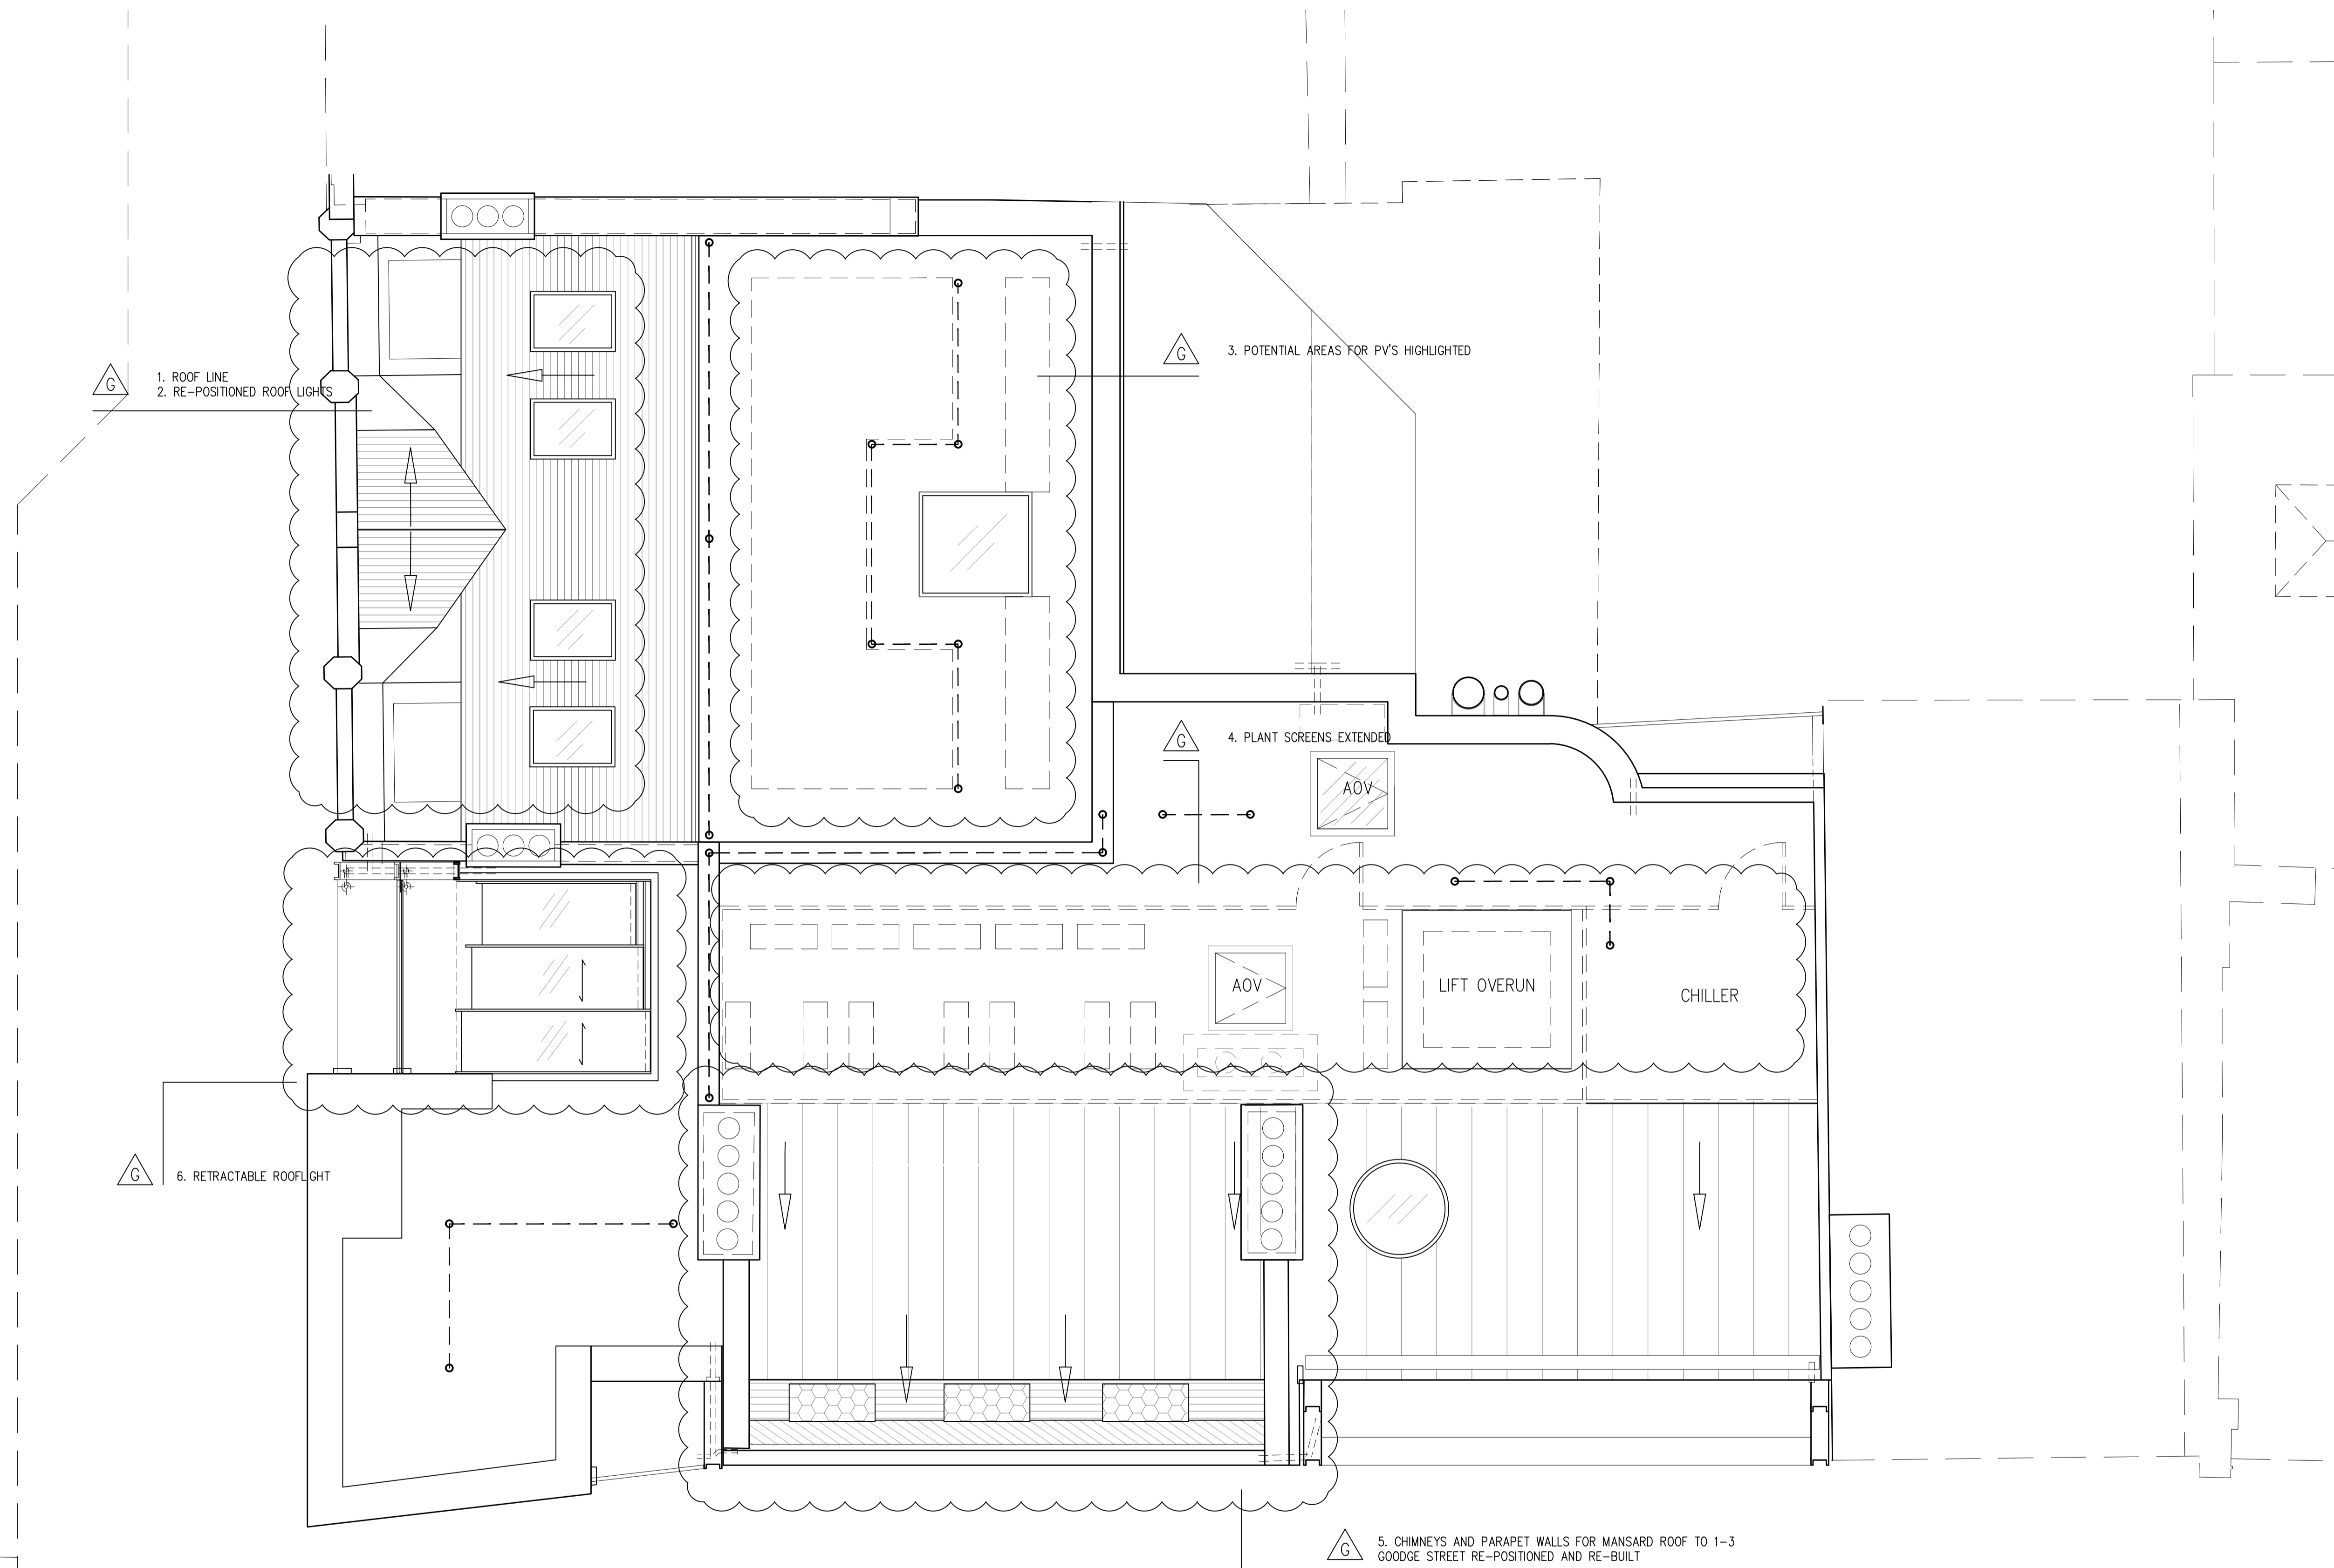 G
1. ROOF LINE
2. RE-POSITIONED ROOF LIGHTS
G
3. POTENTIAL AREAS FOR PV'S HIGHLIGHTED
G
4. PLANT SCREENS EXTENDED
AOV
AOV
LIFT OVERUN
CHILLER
G
6. RETRACTABLE ROOFLIGHT
G
5. CHIMNEYS AND PARAPET WALLS FOR MANSARD ROOF TO 1-3
GOODGE STREET RE-POSITIONED AND RE-BUILT